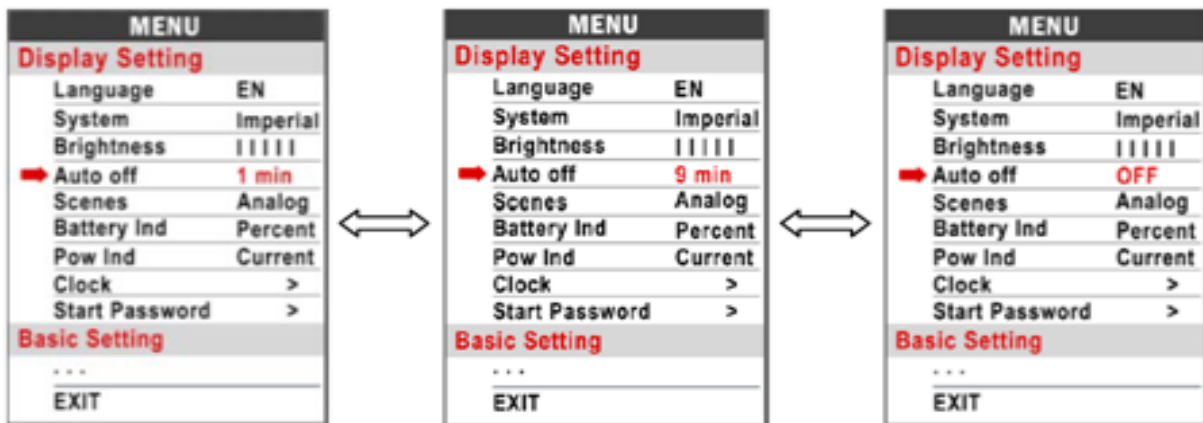 MENU
Display Setting
Language EN
System Imperial
Brightness | | | | |
Auto off 1 min
Scenes Analog
Battery Ind Percent
Pow Ind Current
Clock >
Start Password >
Basic Setting
. . .
EXIT
MENU
Display Setting
Language EN
System Imperial
Brightness | | | | |
Auto off 9 min
Scenes Analog
Battery Ind Percent
Pow Ind Current
Clock >
Start Password >
Basic Setting
. . .
EXIT
MENU
Display Setting
Language EN
System Imperial
Brightness | | | | |
Auto off OFF
Scenes Analog
Battery Ind Percent
Pow Ind Current
Clock >
Start Password >
Basic Setting
. . .
EXIT